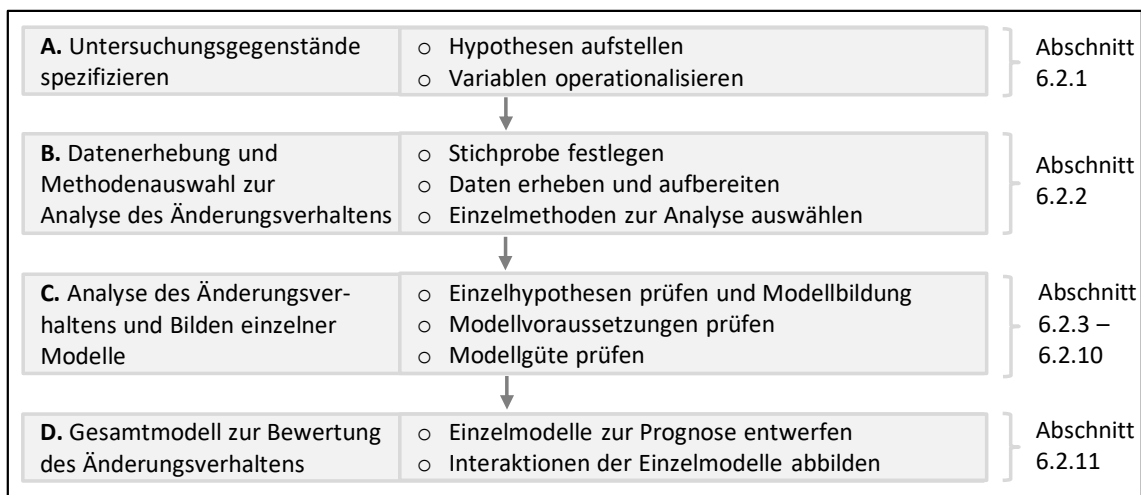 A. Untersuchungsgegenstände
spezifizieren
o Hypothesen aufstellen
o Variablen operationalisieren
Abschnitt
6.2.1
B. Datenerhebung und
Methodenauswahl zur
Analyse des Änderungsverhaltens
o Stichprobe festlegen
o Daten erheben und aufbereiten
o Einzelmethoden zur Analyse auswählen
Abschnitt
6.2.2
C. Analyse des Änderungsver-
haltens und Bilden einzelner
Modelle
o Einzelhypothesen prüfen und Modellbildung
o Modellvoraussetzungen prüfen
o Modellgüte prüfen
Abschnitt
6.2.3 –
6.2.10
D. Gesamtmodell zur Bewertung
des Änderungsverhaltens
o Einzelmodelle zur Prognose entwerfen
o Interaktionen der Einzelmodelle abbilden
Abschnitt
6.2.11